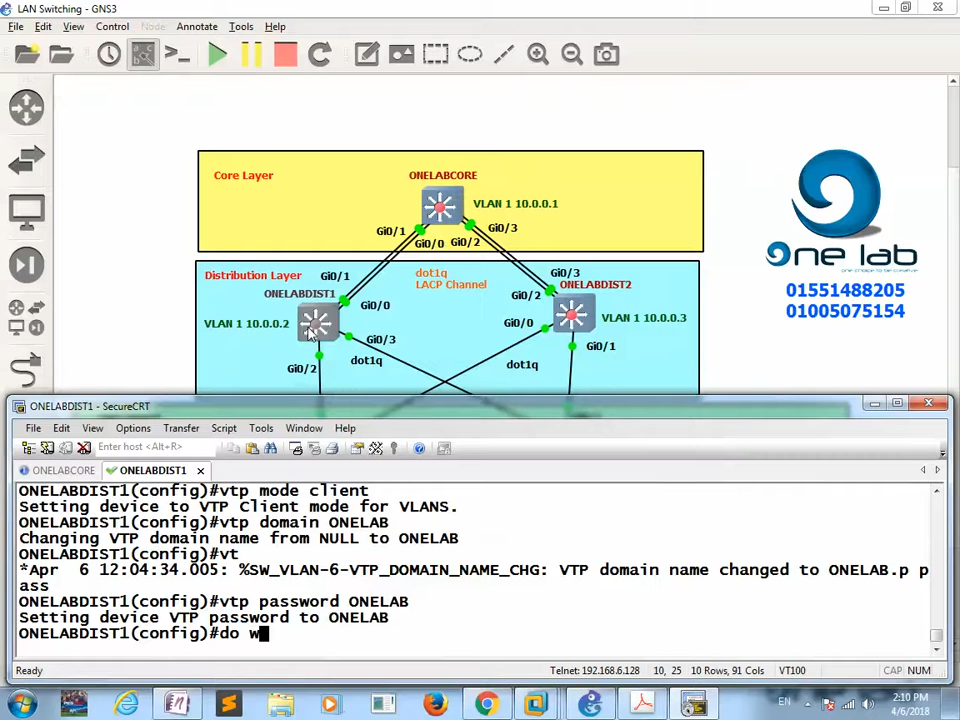 LAN Switching - GNS3
File Edit View Control Node Annotate Tools Help
Core Layer
ONELABCORE
VLAN 1 10.0.0.1
Gi0/1
Gi0/3
Gi0/0 Gi0/2
Distribution Layer
Gi0/1
dot1q
LACP Channel
Gi0/3
ONELABDIST1
ONELABDIST2
Gi0/0
Gi0/2
VLAN 1 10.0.0.2
Gi0/0
VLAN 1 10.0.0.3
Gi0/3
Gi0/1
dot1q
dot1q
Gi0/2
One lab
one choice to be creative
01551488205
01005075154
ONELABDIST1 - SecureCRT
File Edit View Options Transfer Script Tools Window Help
Enter host <Alt+R>
ONELABCORE ONELABDIST1
ONELABDIST1(config)#vtp mode client
Setting device to VTP Client mode for VLANS.
ONELABDIST1(config)#vtp domain ONELAB
Changing VTP domain name from NULL to ONELAB
ONELABDIST1(config)#vt
*Apr  6 12:04:34.005: %SW_VLAN-6-VTP_DOMAIN_NAME_CHG: VTP domain name changed to ONELAB.p p
ass
ONELABDIST1(config)#vtp password ONELAB
Setting device VTP password to ONELAB
ONELABDIST1(config)#do w
Ready Telnet: 192.168.6.128 10, 25 10 Rows, 91 Cols VT100 CAP NUM
EN
2:10 PM
4/6/2018